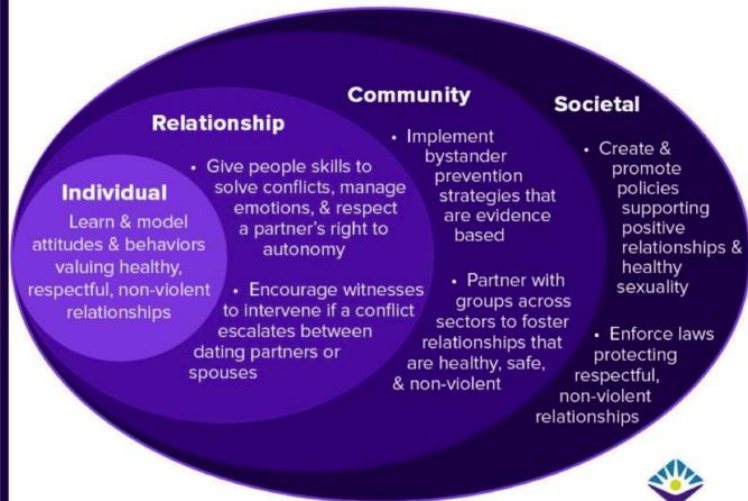 Individual
Learn & model
attitudes & behaviors
valuing healthy,
respectful, non-violent
relationships
Relationship
• Give people skills to
solve conflicts, manage
emotions, & respect
a partner's right to
autonomy
• Encourage witnesses
to intervene if a conflict
escalates between
dating partners or
spouses
Community
• Implement
bystander
prevention
strategies that
are evidence
based
• Partner with
groups across
sectors to foster
relationships that
are healthy, safe,
& non-violent
Societal
• Create &
promote
policies
supporting
positive
relationships &
healthy
sexuality
• Enforce laws
protecting
respectful,
non-violent
relationships